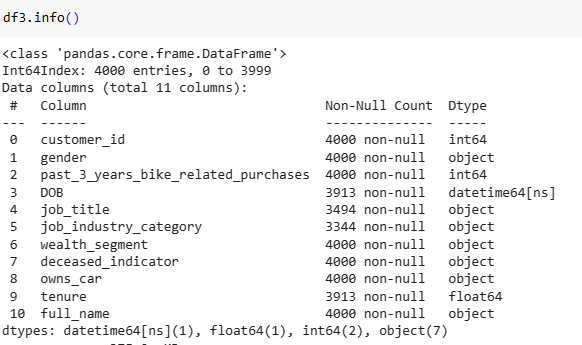 df3.info()
<class 'pandas.core.frame.DataFrame'>
Int64Index: 4000 entries, 0 to 3999
Data columns (total 11 columns):
 #   Column                               Non-Null Count  Dtype
---  ------                               --------------  -----
 0   customer_id                          4000 non-null   int64
 1   gender                               4000 non-null   object
 2   past_3_years_bike_related_purchases  4000 non-null   int64
 3   DOB                                  3913 non-null   datetime64[ns]
 4   job_title                            3494 non-null   object
 5   job_industry_category                3344 non-null   object
 6   wealth_segment                       4000 non-null   object
 7   deceased_indicator                   4000 non-null   object
 8   owns_car                             4000 non-null   object
 9   tenure                               3913 non-null   float64
 10  full_name                            4000 non-null   object
dtypes: datetime64[ns](1), float64(1), int64(2), object(7)